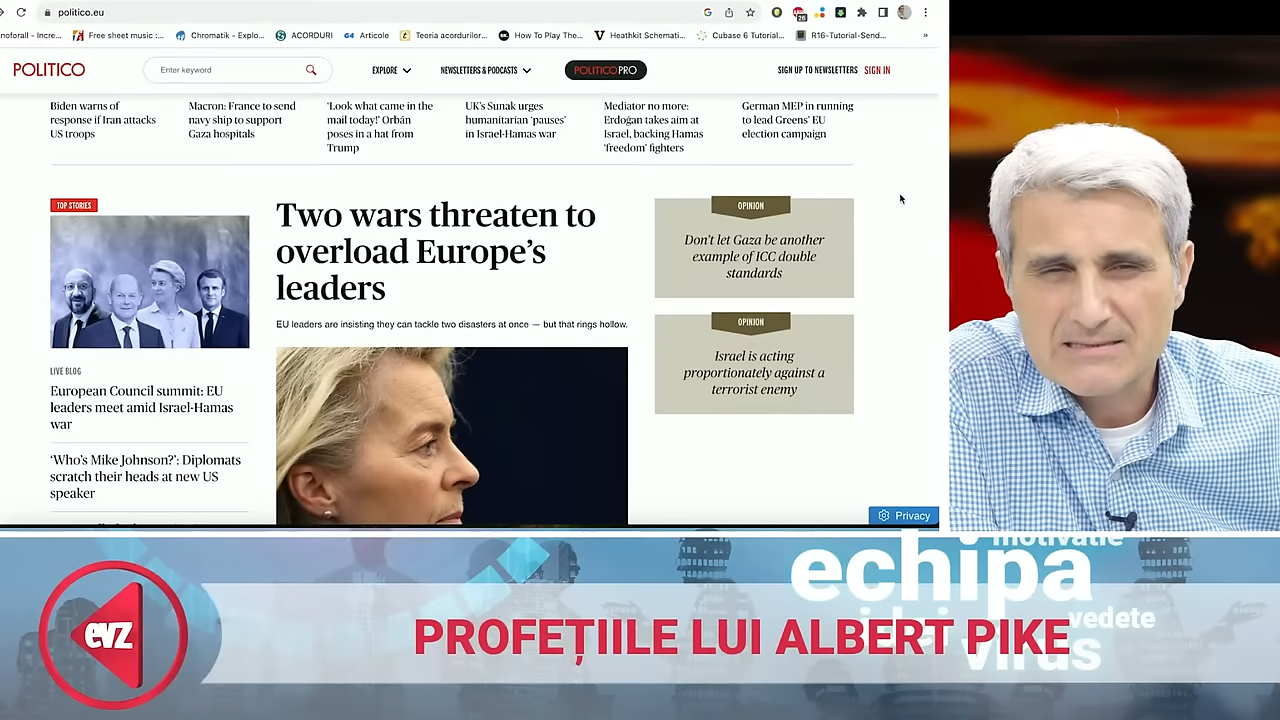 politico.eu
26
noforall - Incre...
Free sheet music :...
Chromatik - Explo...
ACORDURI
G4 Articole
Teoria acordurilor...
How To Play The...
Heathkit Schemati...
Cubase 6 Tutorial...
R16-Tutorial-Send...
»
POLITICO
Enter keyword
EXPLORE
NEWSLETTERS & PODCASTS
POLITICO PRO
SIGN UP TO NEWSLETTERS
SIGN IN
Biden warns of
response if Iran attacks
US troops
Macron: France to send
navy ship to support
Gaza hospitals
‘Look what came in the
mail today!’ Orbán
poses in a hat from
Trump
UK’s Sunak urges
humanitarian ‘pauses’
in Israel-Hamas war
Mediator no more:
Erdoğan takes aim at
Israel, backing Hamas
‘freedom’ fighters
German MEP in running
to lead Greens’ EU
election campaign
TOP STORIES
LIVE BLOG
European Council summit: EU
leaders meet amid Israel-Hamas
war
‘Who’s Mike Johnson?’: Diplomats
scratch their heads at new US
speaker
Two wars threaten to
overload Europe’s
leaders
EU leaders are insisting they can tackle two disasters at once — but that rings hollow.
OPINION
Don’t let Gaza be another
example of ICC double
standards
OPINION
Israel is acting
proportionately against a
terrorist enemy
Privacy
motivatie
echipa
vedete
virus
evz
PROFEȚIILE LUI ALBERT PIKE